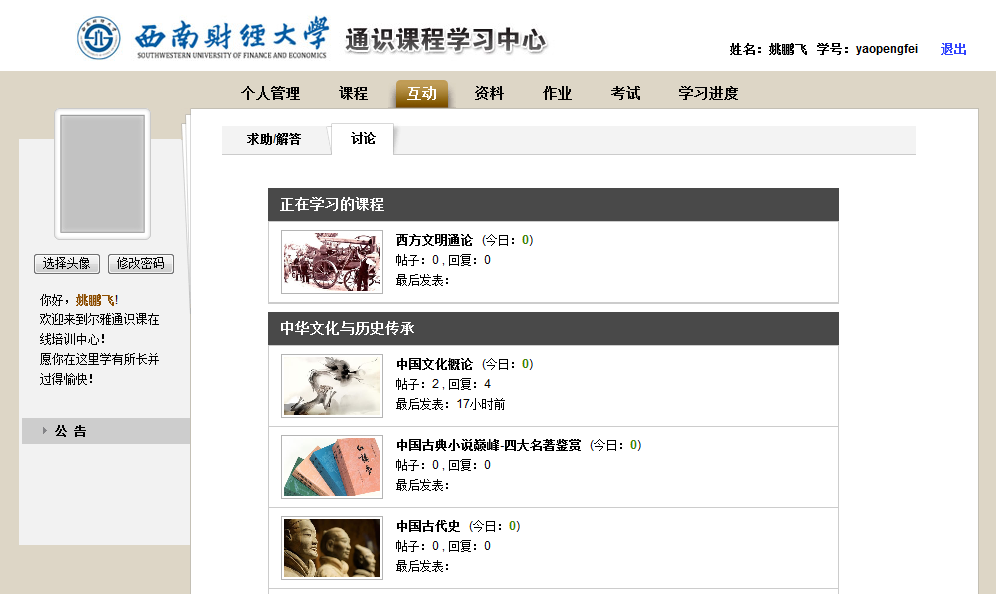 西南财经大学
SOUTHWESTERN UNIVERSITY OF FINANCE AND ECONOMICS
通识课程学习中心
姓名：姚鹏飞 学号：yaopengfei 退出
个人管理 课程 互动 资料 作业 考试 学习进度
求助/解答 讨论
选择头像 修改密码
你好，姚鹏飞!
欢迎来到尔雅通识课在
线培训中心!
愿你在这里学有所长并
过得愉快!
公 告
正在学习的课程
西方文明通论 (今日：0)
帖子：0 , 回复：0
最后发表：
中华文化与历史传承
中国文化概论 (今日：0)
帖子：2 , 回复：4
最后发表：17小时前
中国古典小说巅峰-四大名著鉴赏 (今日：0)
帖子：0 , 回复：0
最后发表：
红楼梦
中国古代史 (今日：0)
帖子：0 , 回复：0
最后发表：